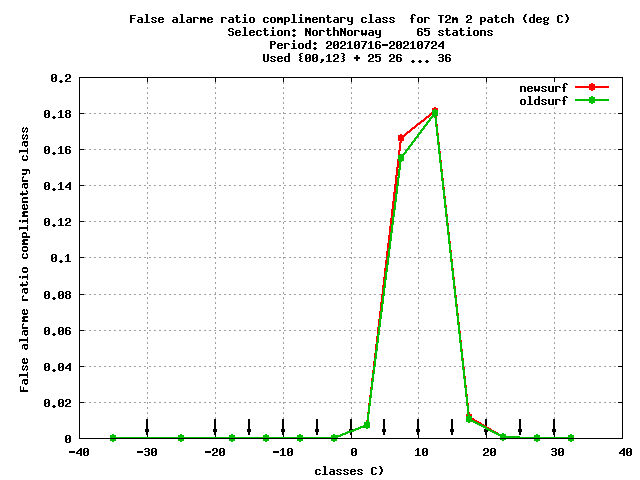 False alarme ratio complimentary class  for T2m 2 patch (deg C)
Selection: NorthNorway     65 stations
Period: 20210716-20210724
Used {00,12} + 25 26 ... 36
newsurf
oldsurf
False alarme ratio complimentary class
0.2
0.18
0.16
0.14
0.12
0.1
0.08
0.06
0.04
0.02
0
-40 -30 -20 -10 0 10 20 30 40
classes C)